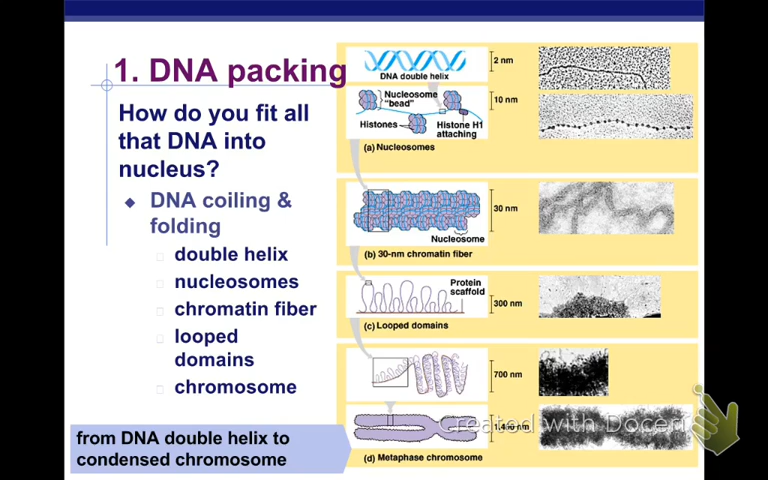 1. DNA packing
How do you fit all
that DNA into
nucleus?
DNA coiling &
folding
double helix
nucleosomes
chromatin fiber
looped
domains
chromosome
from DNA double helix to
condensed chromosome
DNA double helix
2 nm
Nucleosome
"bead"
10 nm
Histones
Histone H1
attaching
(a) Nucleosomes
30 nm
Nucleosome
(b) 30-nm chromatin fiber
Protein
scaffold
300 nm
(c) Looped domains
700 nm
1,400 nm
(d) Metaphase chromosome
Created with Doceri